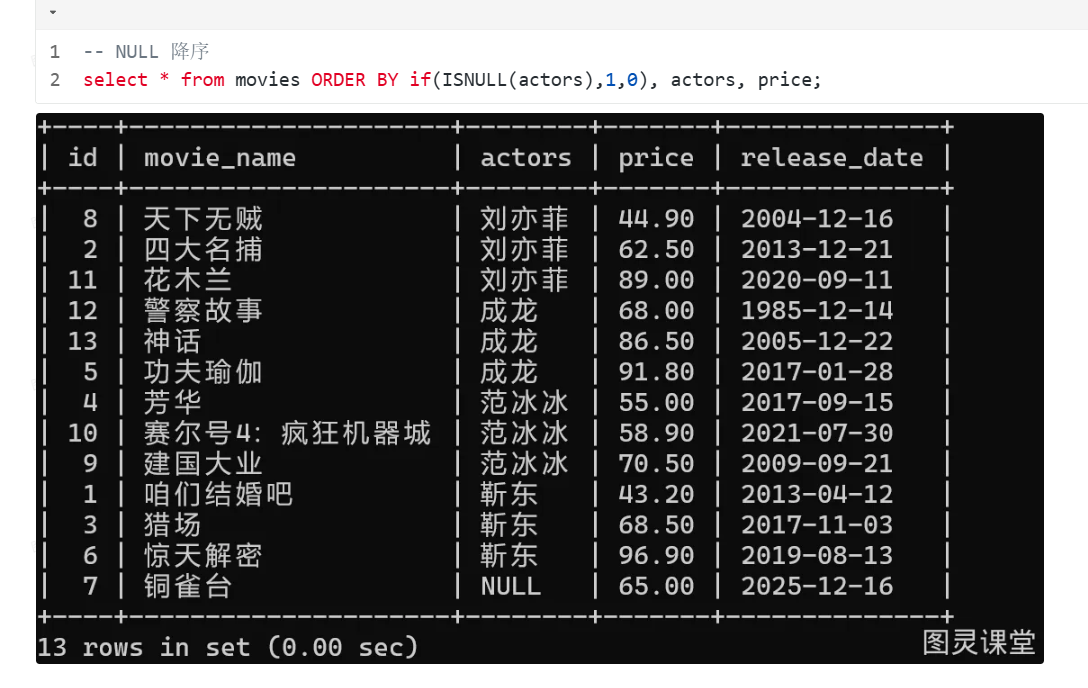 1 -- NULL 降序
2 select * from movies ORDER BY if(ISNULL(actors),1,0), actors, price;
+----+---------------------+--------+-------+--------------+
| id | movie_name          | actors | price | release_date |
+----+---------------------+--------+-------+--------------+
|  8 | 天下无贼            | 刘亦菲 | 44.90 | 2004-12-16   |
|  2 | 四大名捕            | 刘亦菲 | 62.50 | 2013-12-21   |
| 11 | 花木兰              | 刘亦菲 | 89.00 | 2020-09-11   |
| 12 | 警察故事            | 成龙   | 68.00 | 1985-12-14   |
| 13 | 神话                | 成龙   | 86.50 | 2005-12-22   |
|  5 | 功夫瑜伽            | 成龙   | 91.80 | 2017-01-28   |
|  4 | 芳华                | 范冰冰 | 55.00 | 2017-09-15   |
| 10 | 赛尔号4: 疯狂机器城 | 范冰冰 | 58.90 | 2021-07-30   |
|  9 | 建国大业            | 范冰冰 | 70.50 | 2009-09-21   |
|  1 | 咱们结婚吧          | 靳东   | 43.20 | 2013-04-12   |
|  3 | 猎场                | 靳东   | 68.50 | 2017-11-03   |
|  6 | 惊天解密            | 靳东   | 96.90 | 2019-08-13   |
|  7 | 铜雀台              | NULL   | 65.00 | 2025-12-16   |
+----+---------------------+--------+-------+--------------+
13 rows in set (0.00 sec)
图灵课堂